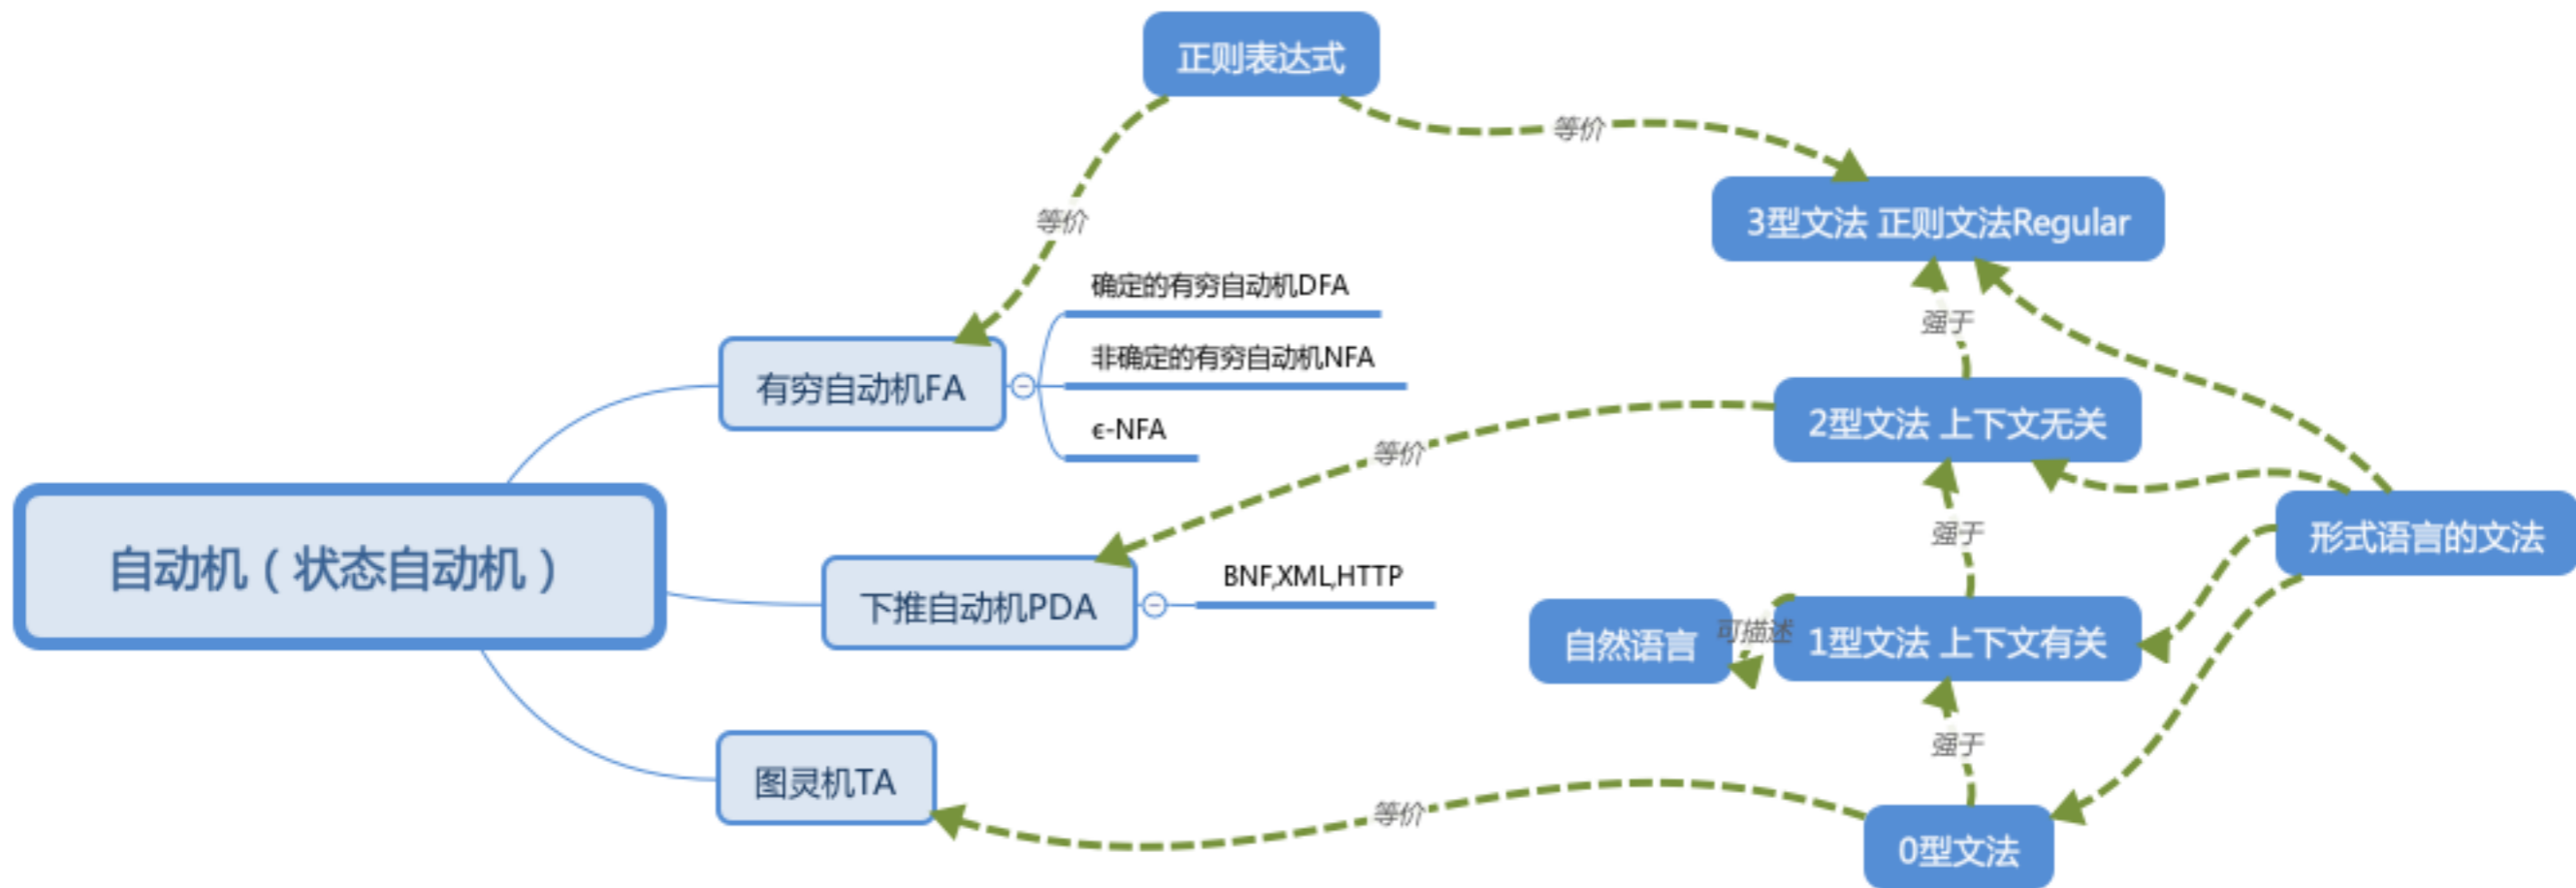 正则表达式
等价
等价
3型文法 正则文法Regular
确定的有穷自动机DFA
强于
非确定的有穷自动机NFA
有穷自动机FA
ϵ-NFA
2型文法 上下文无关
等价
强于
形式语言的文法
自动机（状态自动机）
BNF,XML,HTTP
下推自动机PDA
自然语言
可描述
1型文法 上下文有关
强于
图灵机TA
等价
0型文法